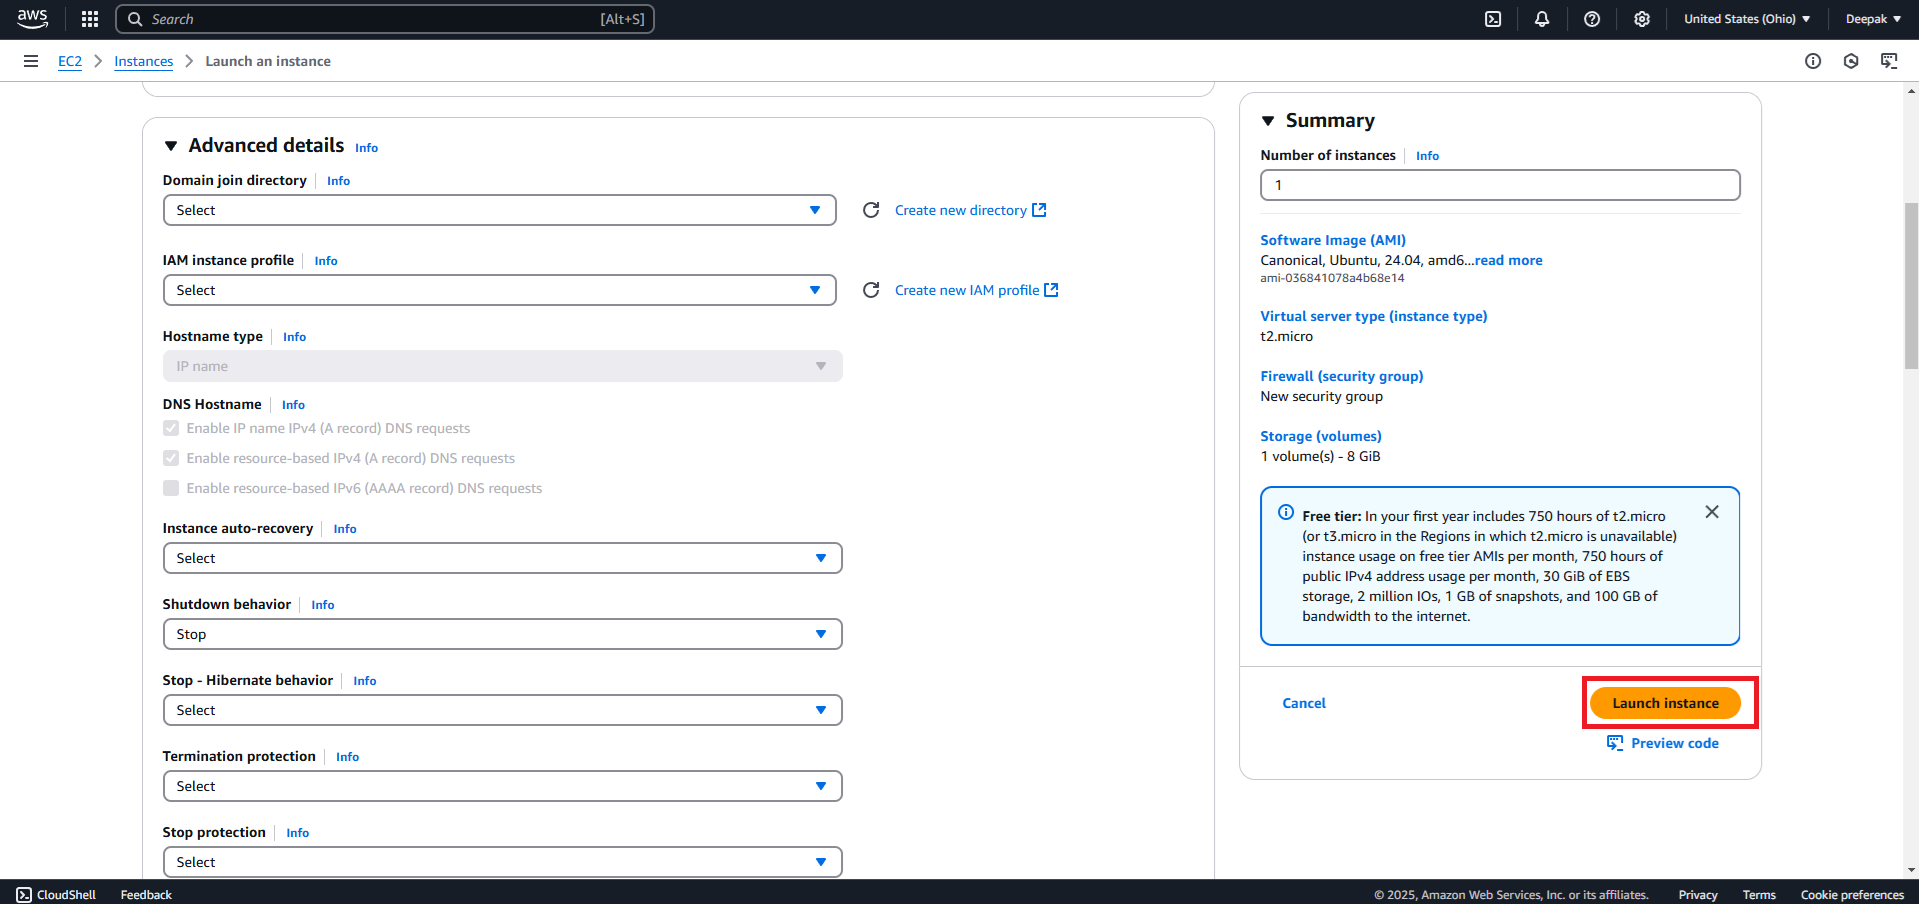 aws
Search
[Alt+S]
United States (Ohio)
Deepak
EC2
Instances
Launch an instance
Advanced details Info
Domain join directory Info
Select
Create new directory
IAM instance profile Info
Select
Create new IAM profile
Hostname type Info
IP name
DNS Hostname Info
Enable IP name IPv4 (A record) DNS requests
Enable resource-based IPv4 (A record) DNS requests
Enable resource-based IPv6 (AAAA record) DNS requests
Instance auto-recovery Info
Select
Shutdown behavior Info
Stop
Stop - Hibernate behavior Info
Select
Termination protection Info
Select
Stop protection Info
Select
Summary
Number of instances Info
1
Software Image (AMI)
Canonical, Ubuntu, 24.04, amd6...read more
ami-036841078a4b68e14
Virtual server type (instance type)
t2.micro
Firewall (security group)
New security group
Storage (volumes)
1 volume(s) - 8 GiB
Free tier: In your first year includes 750 hours of t2.micro
(or t3.micro in the Regions in which t2.micro is unavailable)
instance usage on free tier AMIs per month, 750 hours of
public IPv4 address usage per month, 30 GiB of EBS
storage, 2 million IOs, 1 GB of snapshots, and 100 GB of
bandwidth to the internet.
Cancel
Launch instance
Preview code
CloudShell
Feedback
© 2025, Amazon Web Services, Inc. or its affiliates.
Privacy
Terms
Cookie preferences